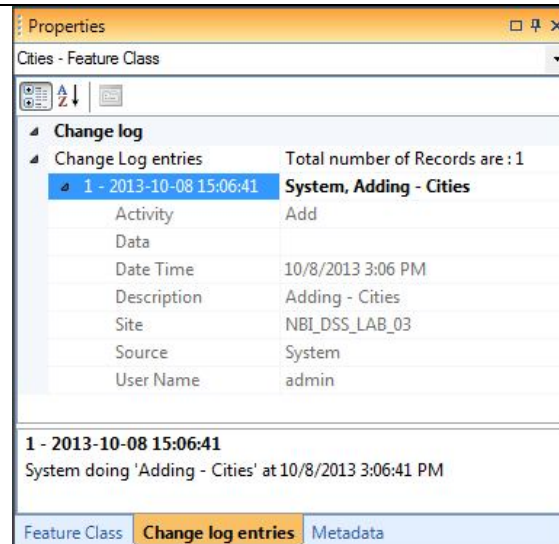 Properties
Cities - Feature Class
Change log
Change Log entries Total number of Records are : 1
1 - 2013-10-08 15:06:41 System, Adding - Cities
Activity Add
Data
Date Time 10/8/2013 3:06 PM
Description Adding - Cities
Site NBI_DSS_LAB_03
Source System
User Name admin
1 - 2013-10-08 15:06:41
System doing 'Adding - Cities' at 10/8/2013 3:06:41 PM
Feature Class Change log entries Metadata